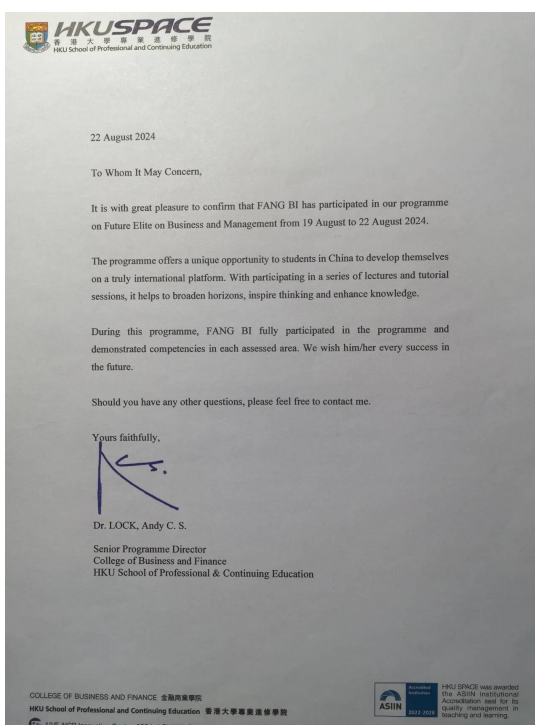 HKUSPACE
香港大學專業進修學院
HKU School of Professional and Continuing Education
22 August 2024
To Whom It May Concern,
It is with great pleasure to confirm that FANG BI has participated in our programme
on Future Elite on Business and Management from 19 August to 22 August 2024.
The programme offers a unique opportunity to students in China to develop themselves
on a truly international platform. With participating in a series of lectures and tutorial
sessions, it helps to broaden horizons, inspire thinking and enhance knowledge.
During this programme, FANG BI fully participated in the programme and
demonstrated competencies in each assessed area. We wish him/her every success in
the future.
Should you have any other questions, please feel free to contact me.
Yours faithfully,
Dr. LOCK, Andy C. S.
Senior Programme Director
College of Business and Finance
HKU School of Professional & Continuing Education
COLLEGE OF BUSINESS AND FINANCE 金融商業學院
HKU School of Professional and Continuing Education 香港大學專業進修學院
ASIIN
Accredited
Institution
2022-2028
HKU SPACE was awarded
the ASIIN Institutional
Accreditation seal for its
quality management in
teaching and learning.